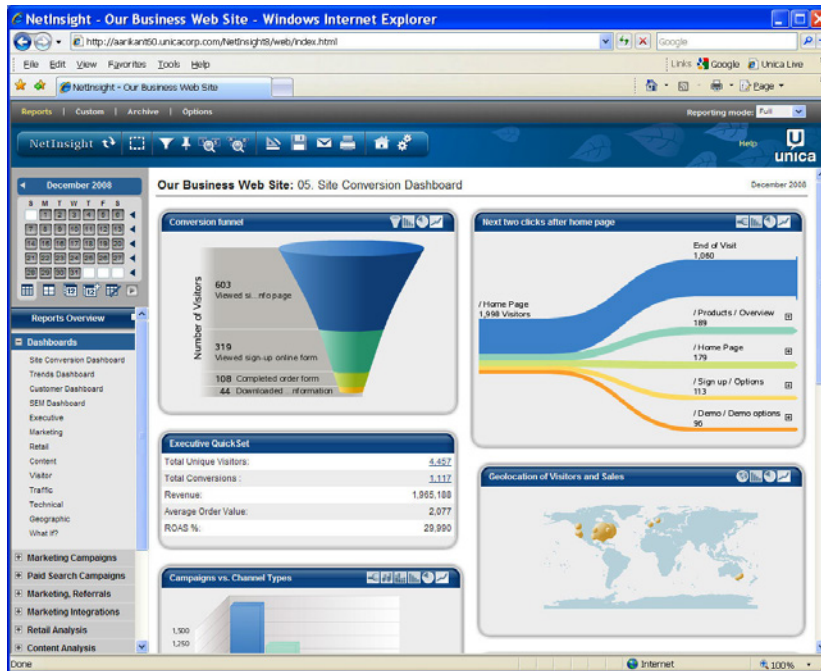 NetInsight - Our Business Web Site - Windows Internet Explorer
http://aarikant60.unicacorp.com/NetInsight8/web/index.html
Google
File Edit View Favorites Tools Help
Links Google Unica Live
NetInsight - Our Business Web Site
Page
Reports | Custom | Archive | Options
Reporting mode: Full
NetInsight
Help
unica
December 2008
S M T W T F S
1 2 3 4 5 6
7 8 9 10 11 12 13
14 15 16 17 18 19 20
21 22 23 24 25 26 27
28 29 30 31
Reports Overview
Dashboards
Site Conversion Dashboard
Trends Dashboard
Customer Dashboard
SEM Dashboard
Executive
Marketing
Retail
Content
Visitor
Traffic
Technical
Geographic
What If?
Marketing Campaigns
Paid Search Campaigns
Marketing, Referrals
Marketing Integrations
Retail Analysis
Content Analysis
Our Business Web Site: 05. Site Conversion Dashboard
December 2008
Conversion funnel
Number of Visitors
603
Viewed si...nfo page
319
Viewed sign-up online form
108 Completed order form
44 Downloaded ...nformation
Next two clicks after home page
/ Home Page
1,998 Visitors
End of Visit
1,060
/ Products / Overview
189
/ Home Page
179
/ Sign up / Options
113
/ Demo / Demo options
96
Executive QuickSet
Total Unique Visitors: 4,457
Total Conversions : 1,117
Revenue: 1,965,188
Average Order Value: 2,077
ROAS %: 29,990
Geolocation of Visitors and Sales
Campaigns vs. Channel Types
1,500
1,250
Done
Internet
100%